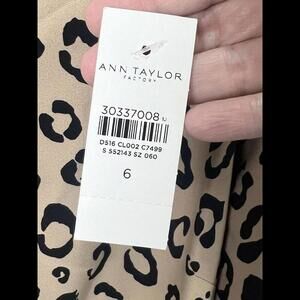 ANN TAYLOR
FACTORY
30337008
D516 CL002 C7499
S 552143 SZ 060
6